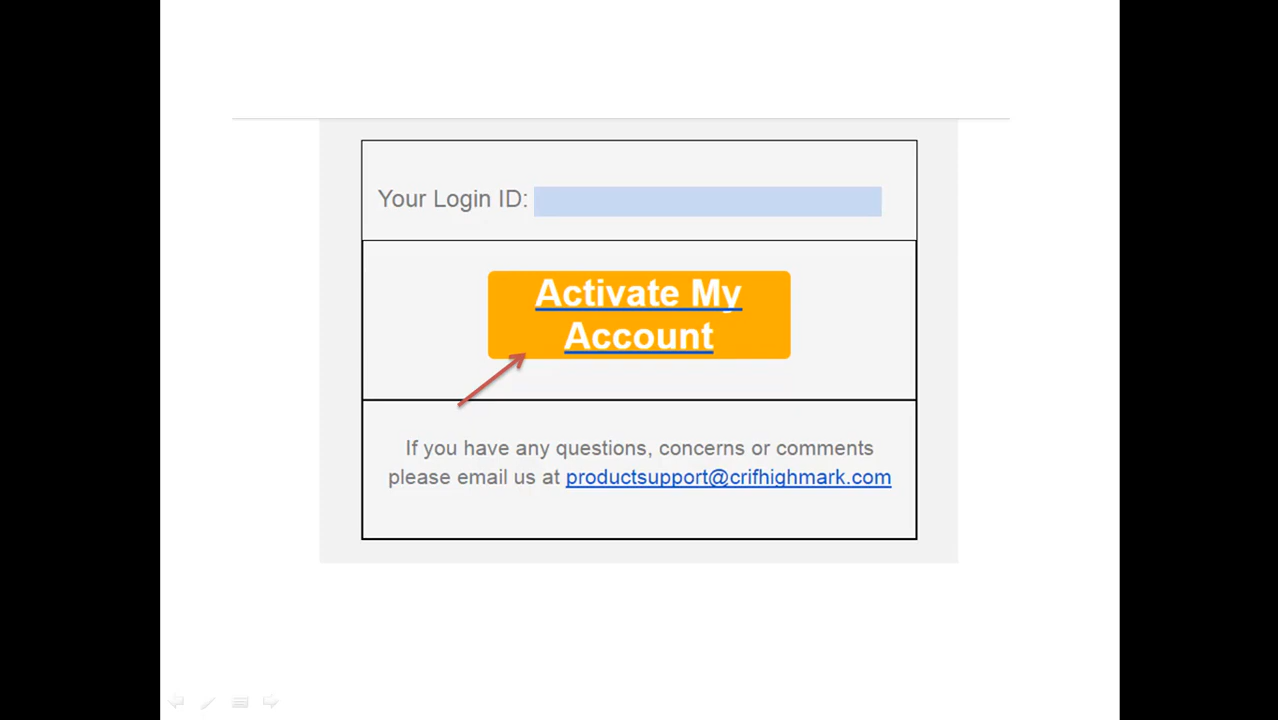 Your Login ID:
Activate My
Account
If you have any questions, concerns or comments
please email us at productsupport@crifhighmark.com